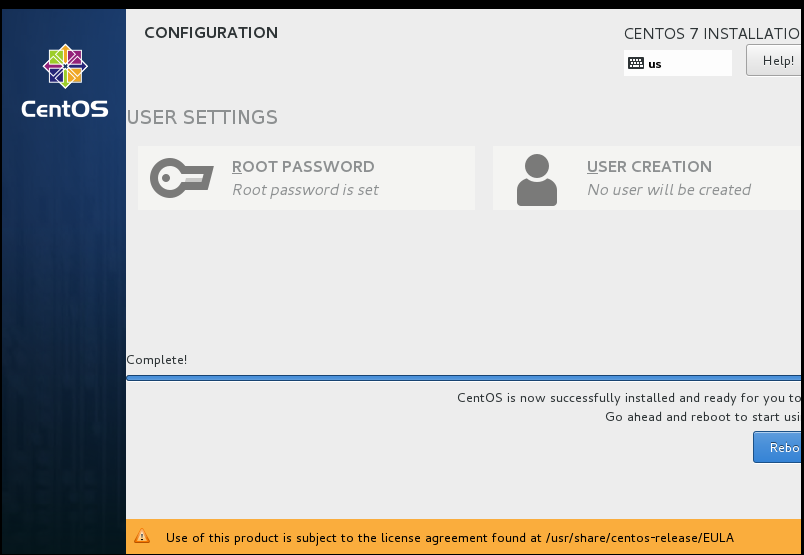 CONFIGURATION
CENTOS 7 INSTALLATIO
us
Help!
CentOS
USER SETTINGS
ROOT PASSWORD
Root password is set
USER CREATION
No user will be created
Complete!
CentOS is now successfully installed and ready for you to
Go ahead and reboot to start usi
Rebo
Use of this product is subject to the license agreement found at /usr/share/centos-release/EULA